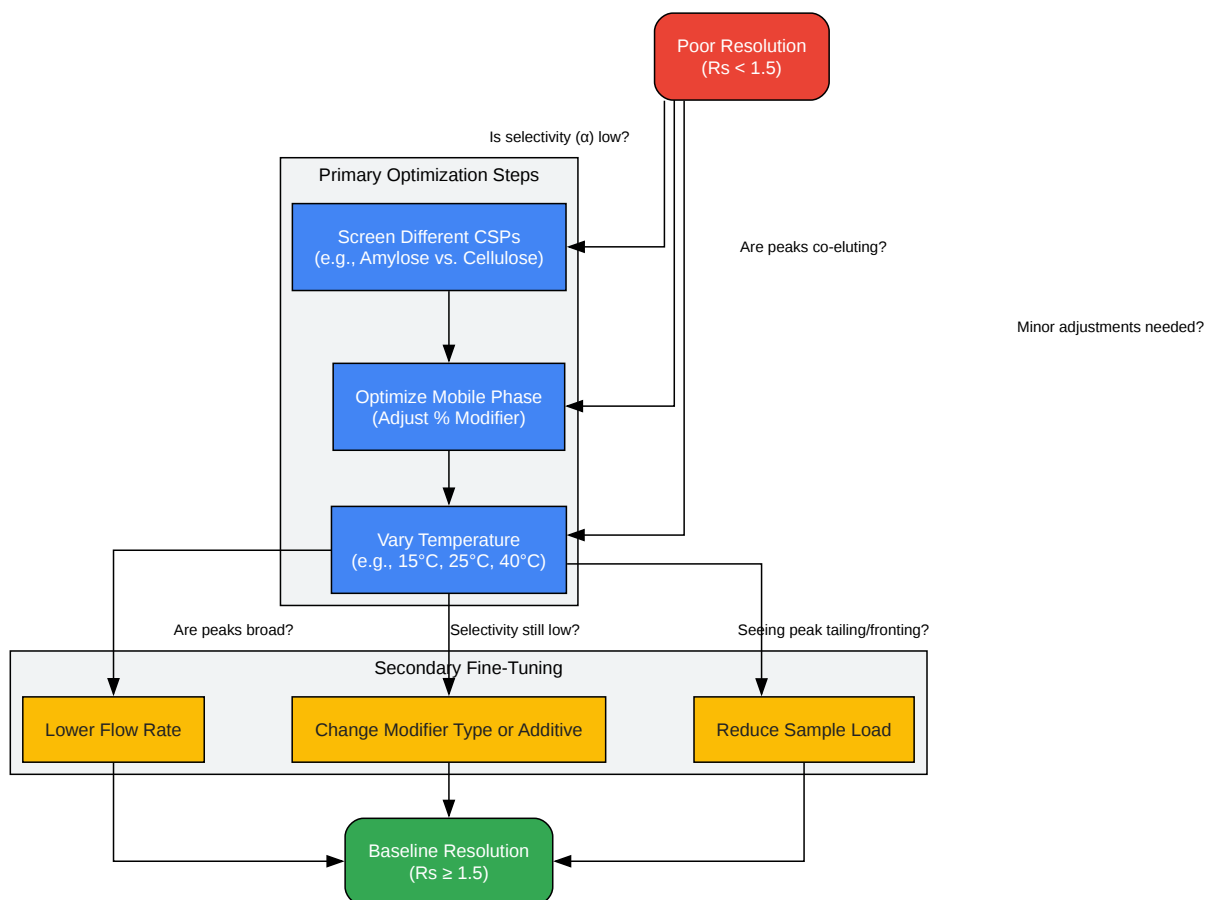 Poor Resolution
(Rs < 1.5)
Is selectivity (α) low?
Primary Optimization Steps
Screen Different CSPs
(e.g., Amylose vs. Cellulose)
Are peaks co-eluting?
Minor adjustments needed?
Optimize Mobile Phase
(Adjust % Modifier)
Vary Temperature
(e.g., 15°C, 25°C, 40°C)
Are peaks broad?
Selectivity still low?
Seeing peak tailing/fronting?
Secondary Fine-Tuning
Lower Flow Rate
Change Modifier Type or Additive
Reduce Sample Load
Baseline Resolution
(Rs ≥ 1.5)